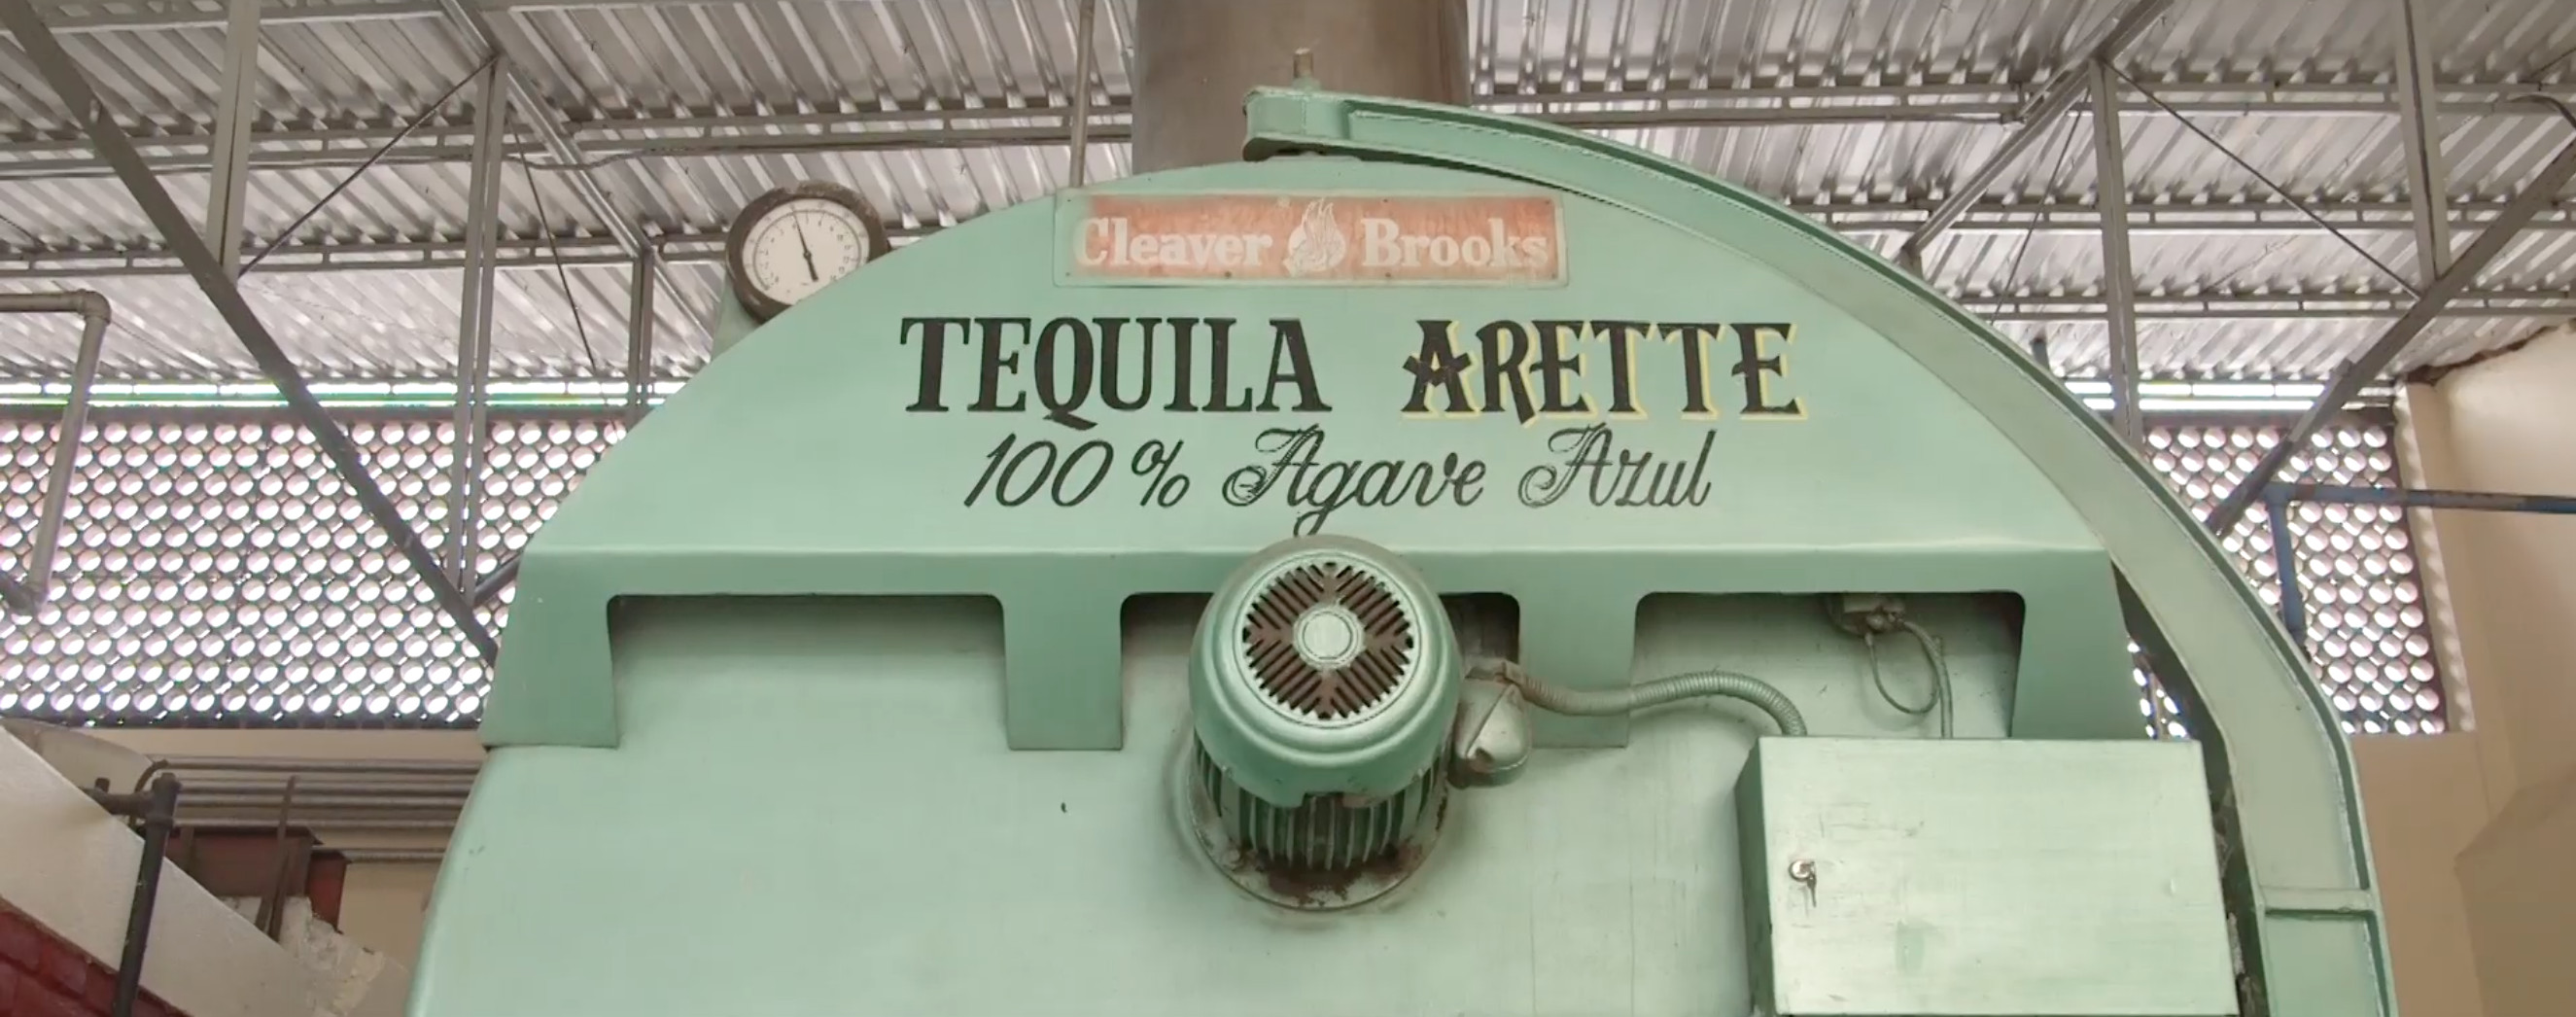 Cleaver Brooks
TEQUILA ARETTE
100% Agave Azul